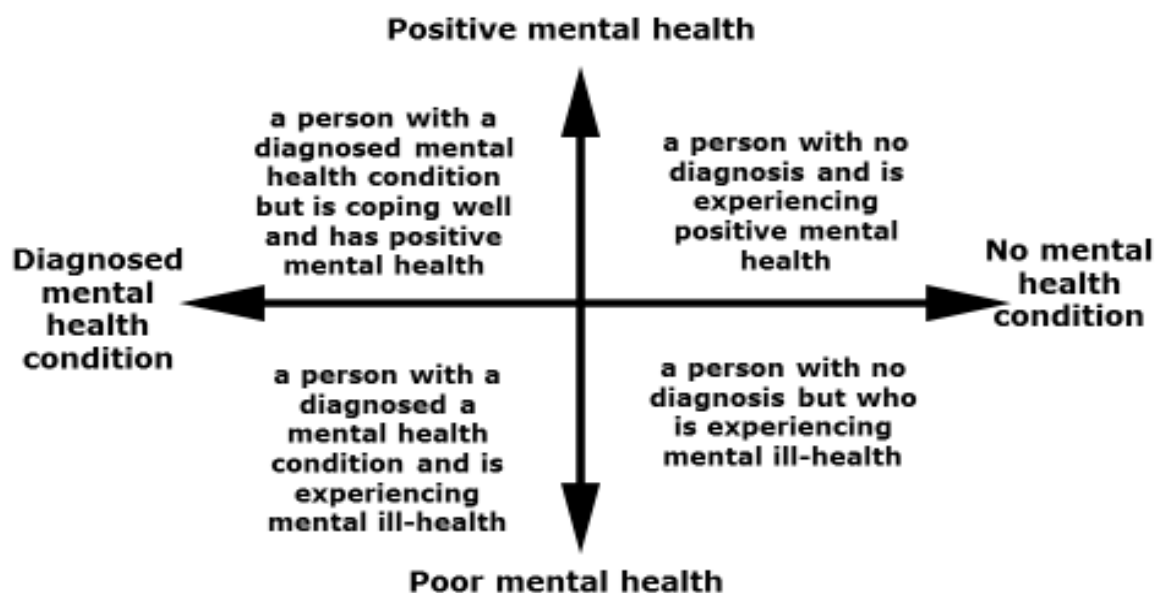 Positive mental health
a person with a
diagnosed mental
health condition
but is coping well
and has positive
mental health
a person with no
diagnosis and is
experiencing
positive mental
health
Diagnosed
mental
health
condition
No mental
health
condition
a person with a
diagnosed a
mental health
condition and is
experiencing
mental ill-health
a person with no
diagnosis but who
is experiencing
mental ill-health
Poor mental health